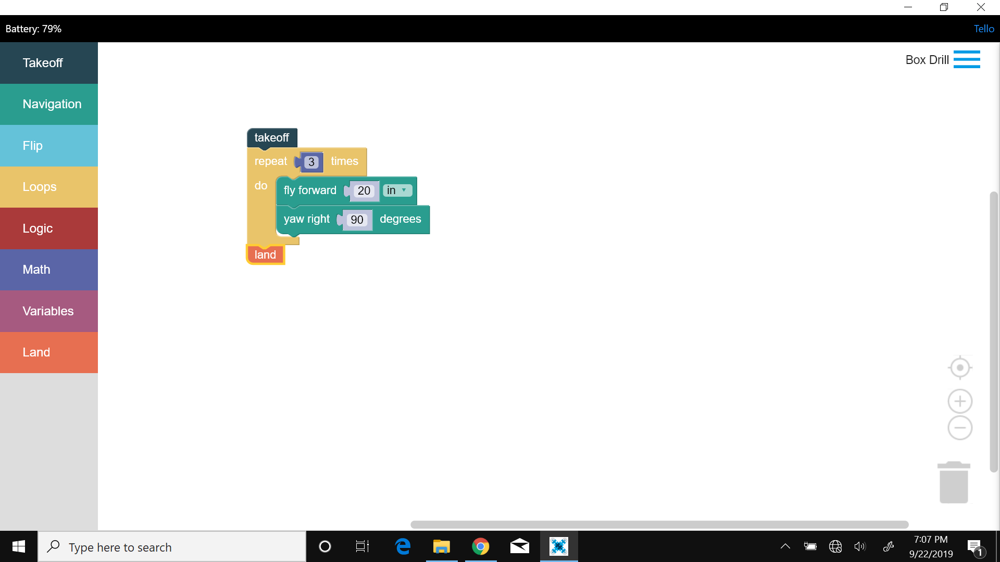 Battery: 79%
Tello
Takeoff
Navigation
Flip
Loops
Logic
Math
Variables
Land
Box Drill
takeoff
repeat 3 times
do fly forward 20 in
yaw right 90 degrees
land
Type here to search
7:07 PM
9/22/2019
1